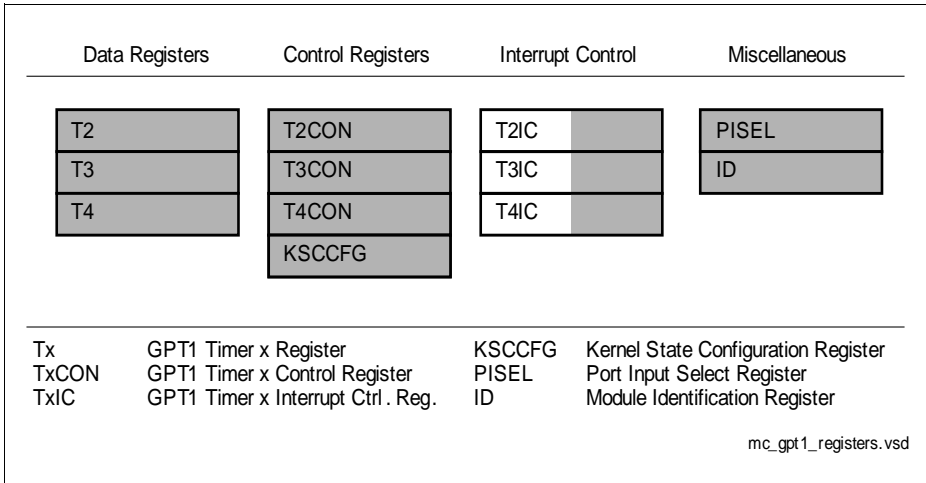 Data Registers Control Registers Interrupt Control Miscellaneous
T2 T2CON T2IC PISEL
T3 T3CON T3IC ID
T4 T4CON T4IC
KSCCFG
Tx GPT1 Timer x Register KSCCFG Kernel State Configuration Register
TxCON GPT1 Timer x Control Register PISEL Port Input Select Register
TxIC GPT1 Timer x Interrupt Ctrl. Reg. ID Module Identification Register
mc_gpt1_registers.vsd